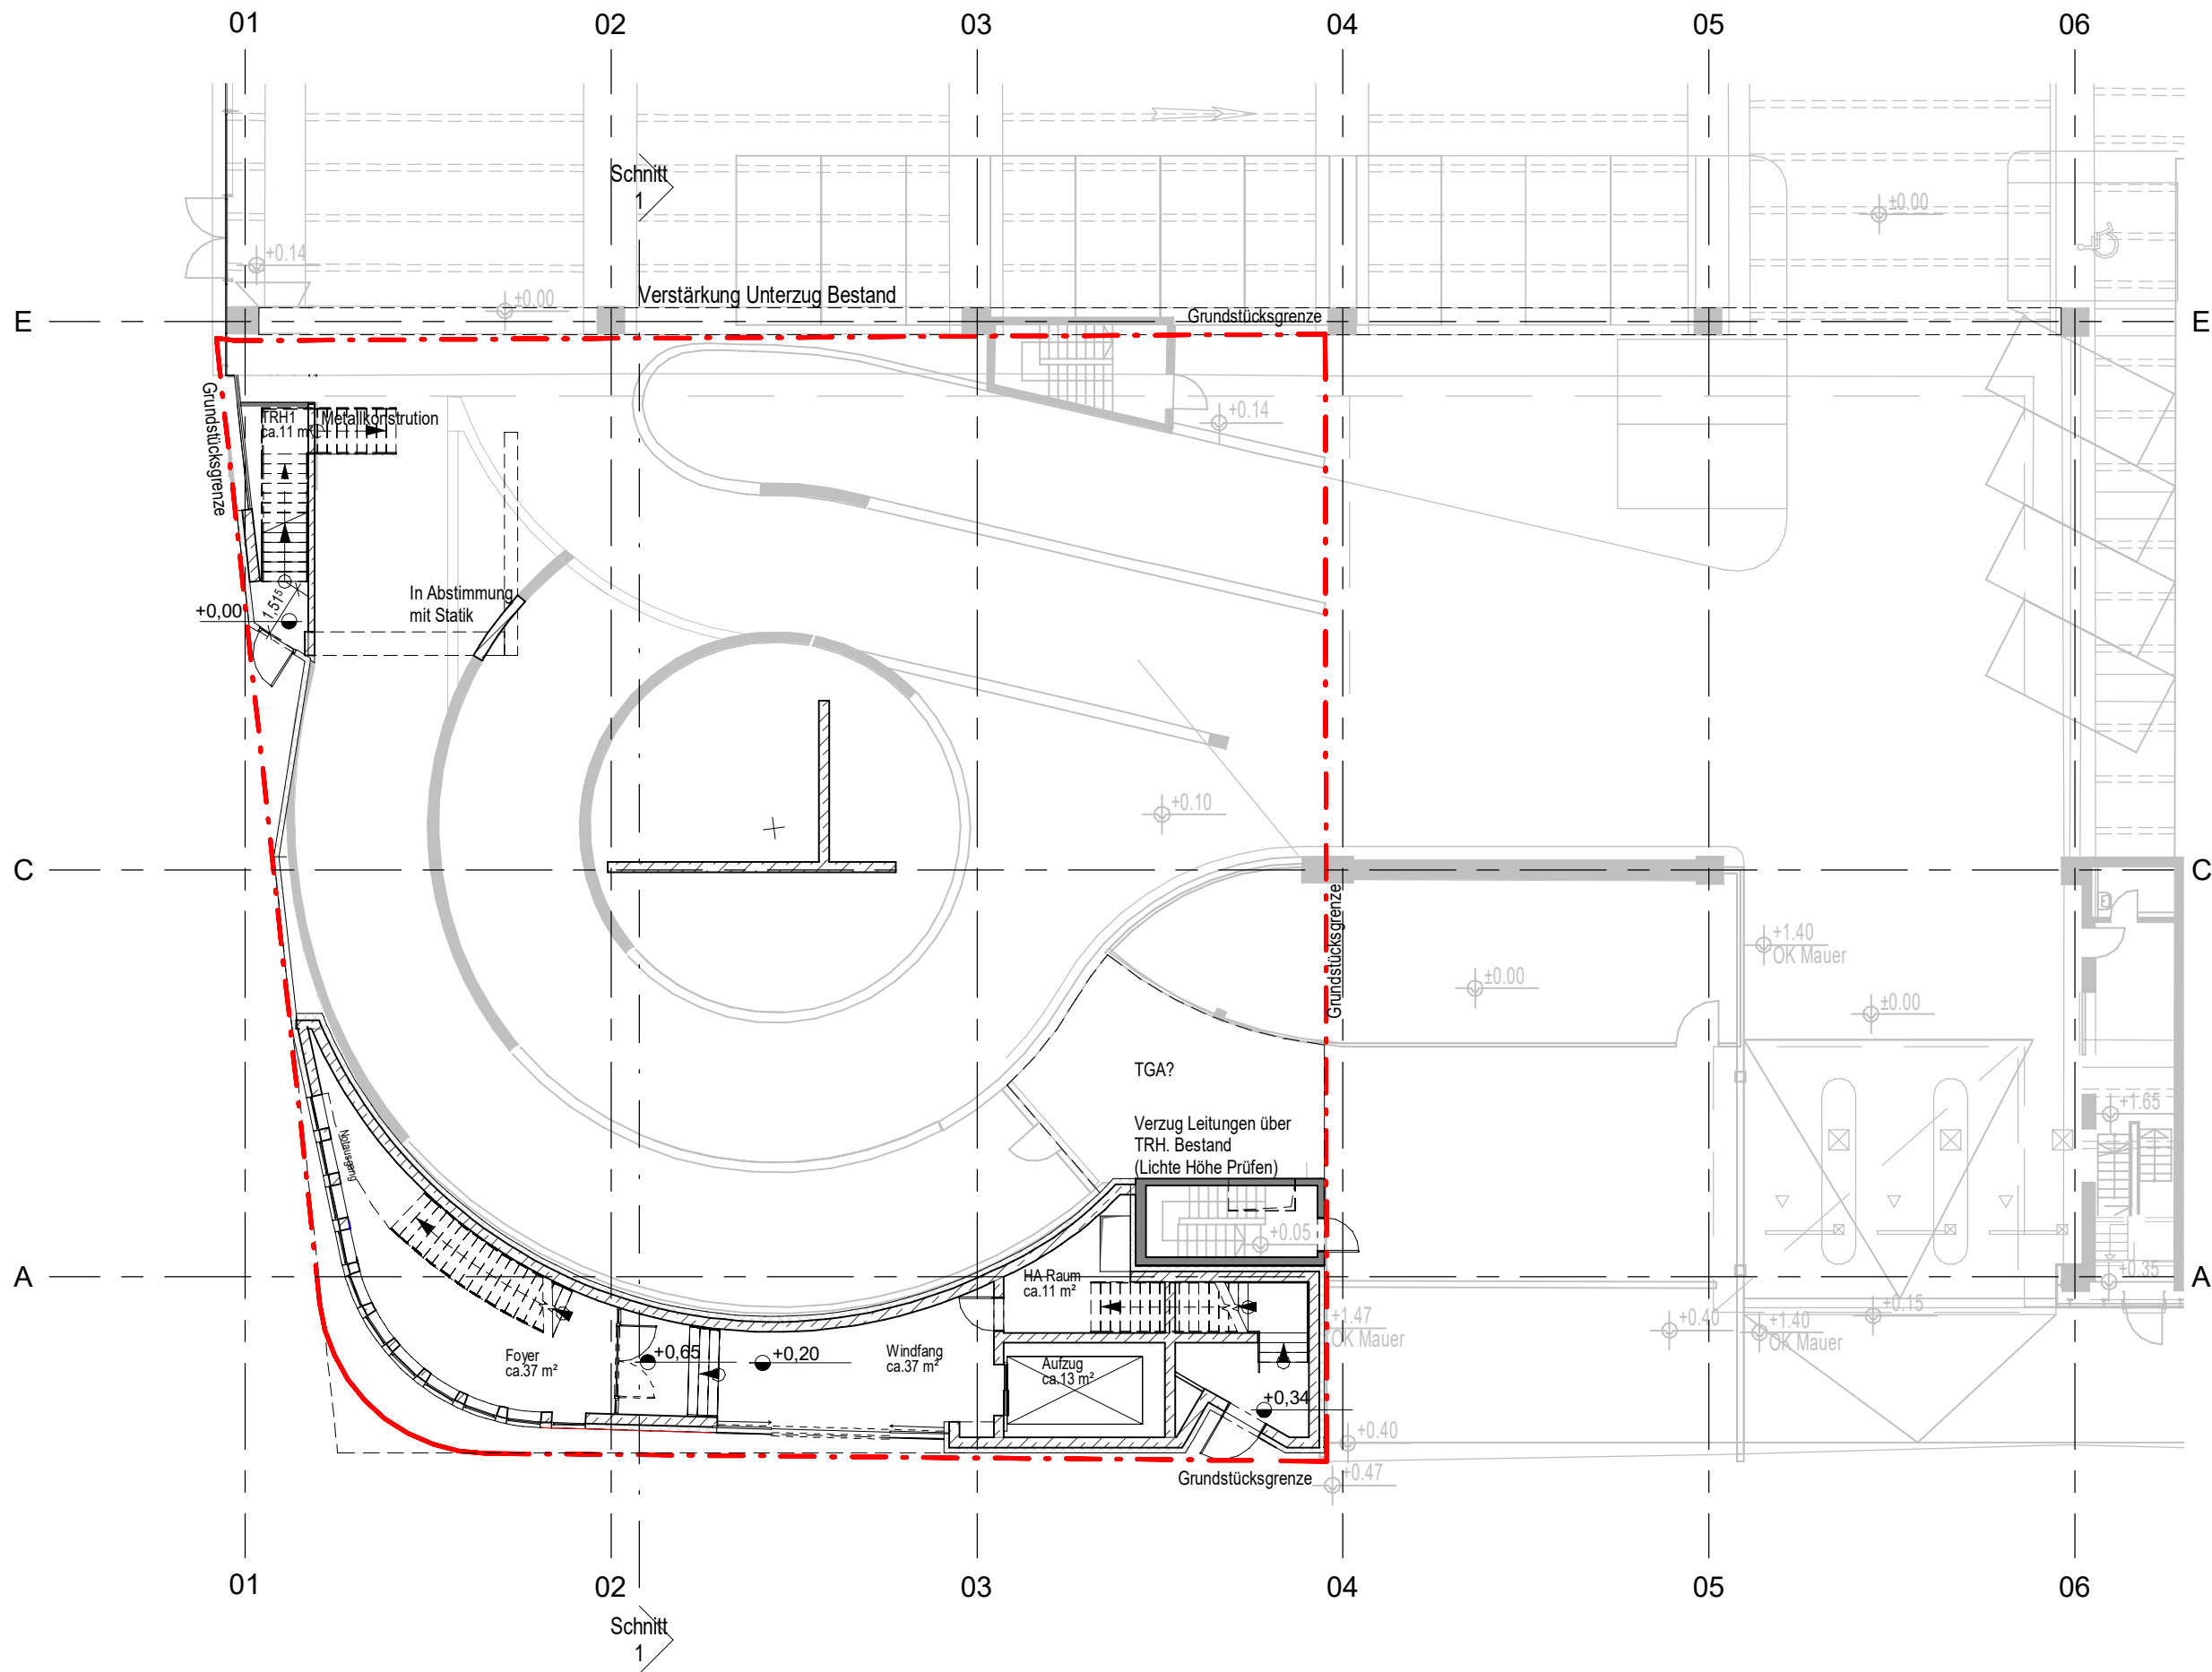 01 02 03 04 05 06
Schnitt
1
±0.00
+0.14
±0.00
Verstärkung Unterzug Bestand
Grundstücksgrenze
E E
Grundstücksgrenze
TRH1
ca.11 m²
Metallkonstrution
+0.14
In Abstimmung
mit Statik
+0,00
1,51⁵
+0.10
C C
Grundstücksgrenze
+1.40
OK Mauer
±0.00
±0.00
TGA?
Verzug Leitungen über
TRH. Bestand
(Lichte Höhe Prüfen)
+1.65
Notausgang
+0.05
A A
HA Raum
ca.11 m²
+0.35
+1.47
OK Mauer
+0.40
+1.40
OK Mauer
+0.15
Foyer
ca.37 m²
+0,65
+0,20
Windfang
ca.37 m²
Aufzug
ca.13 m²
+0,34
+0.40
+0.47
Grundstücksgrenze
01 02 03 04 05 06
Schnitt
1